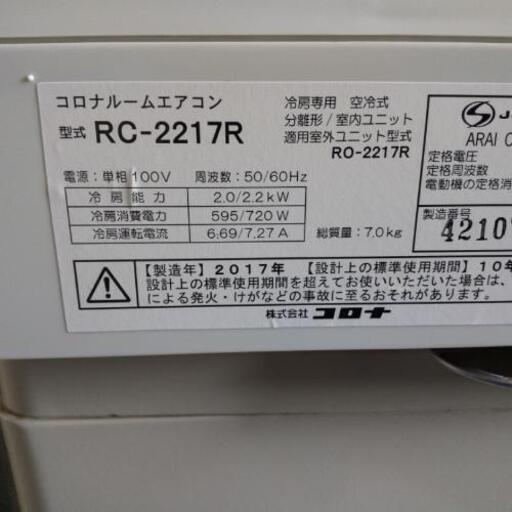 コロナルームエアコン
型式 RC-2217R
冷房専用 空冷式
分離形/室内ユニット
適用室外ユニット型式
RO-2217R
電源:単相100V 周波数:50/60Hz
冷房能力 2.0/2.2kW
冷房消費電力 595/720W
冷房運転電流 6.69/7.27A
総質量:7.0kg
ARAI
定格電圧
定格周波数
電動機の定格消
製造番号
4210
【製造年】2017年 【設計上の標準使用期間】10年
設計上の標準使用期間を超えてお使いいただいた場合は、
による発火・けがなどの事故に至るおそれがあります。
株式会社 コロナ